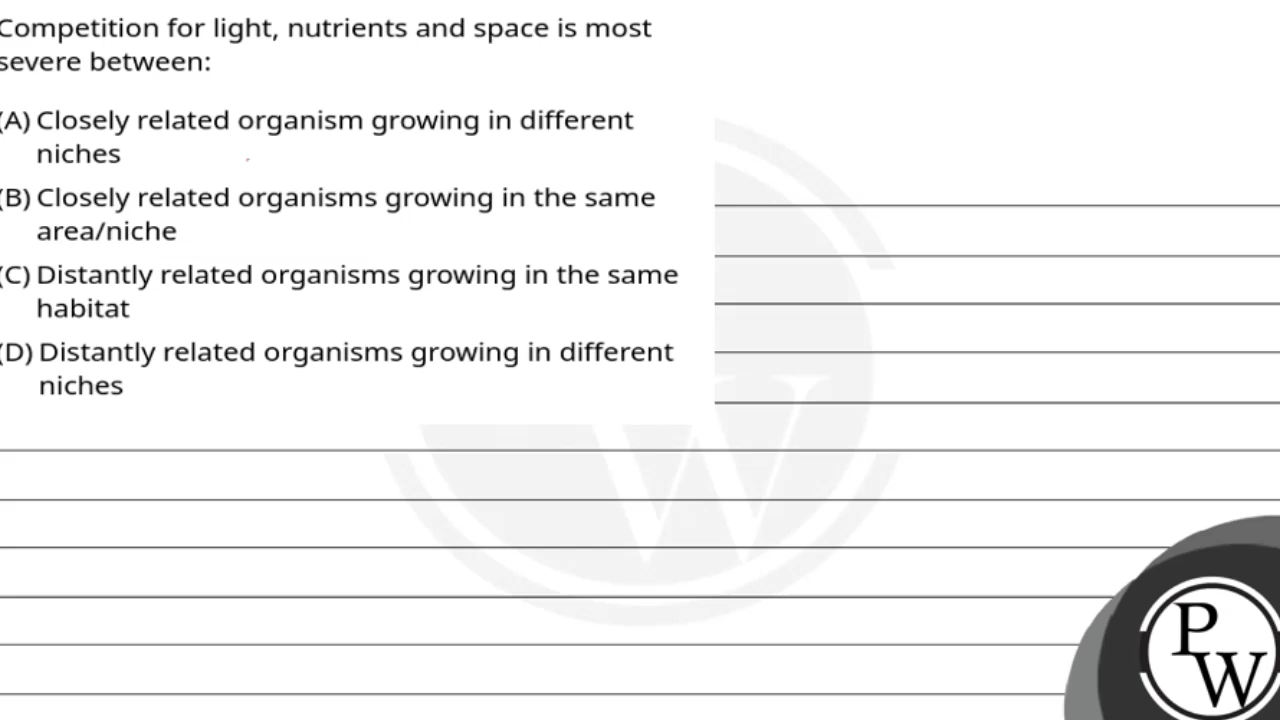 Competition for light, nutrients and space is most
severe between:
(A) Closely related organism growing in different
niches
(B) Closely related organisms growing in the same
area/niche
(C) Distantly related organisms growing in the same
habitat
(D) Distantly related organisms growing in different
niches
W
P
W